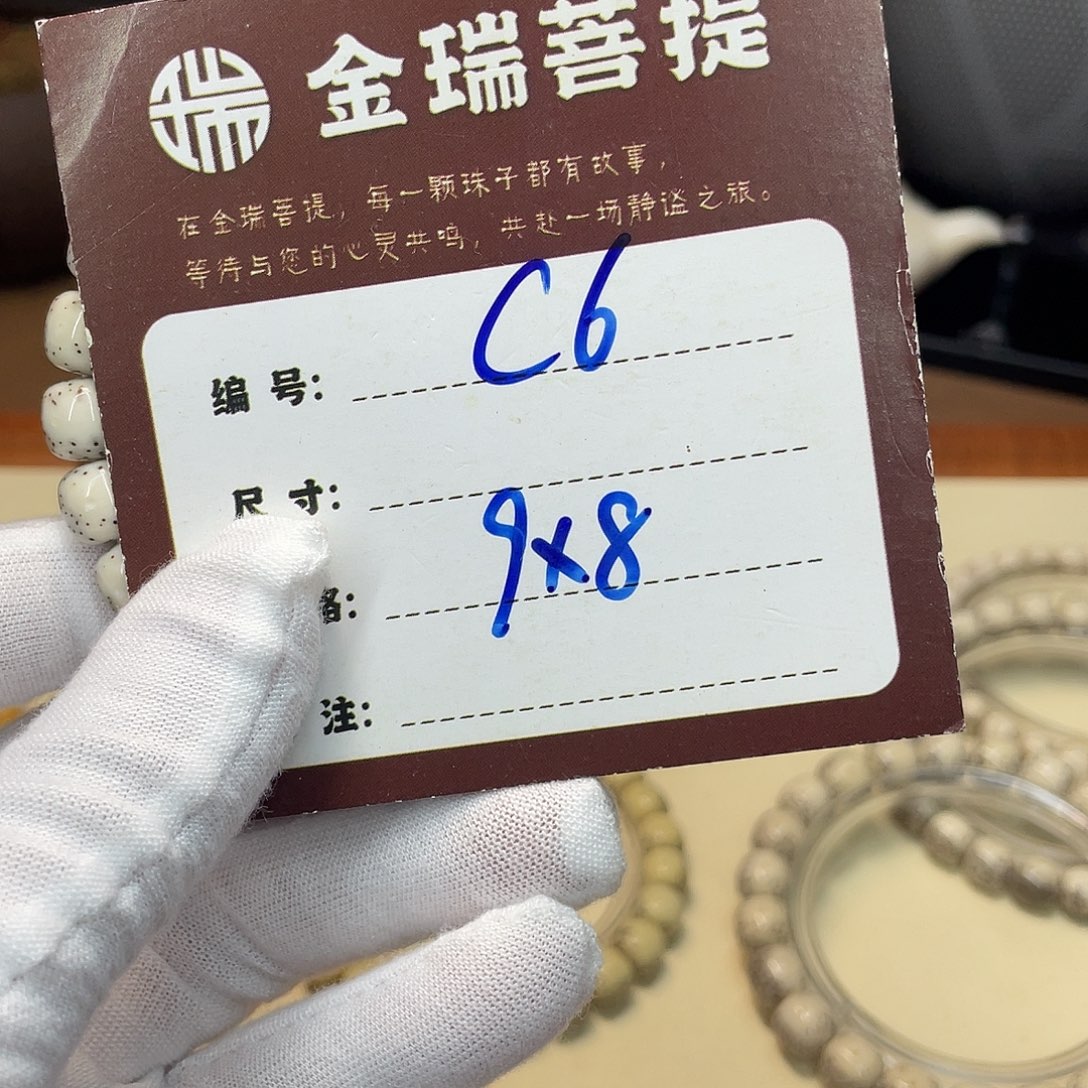 瑞 金瑞菩提
在金瑞菩提，每一颗珠子都有故事，
等待与您的心灵共鸣，共赴一场静谧之旅。
编 号： C6
尺 寸：
格： 9x8
注：